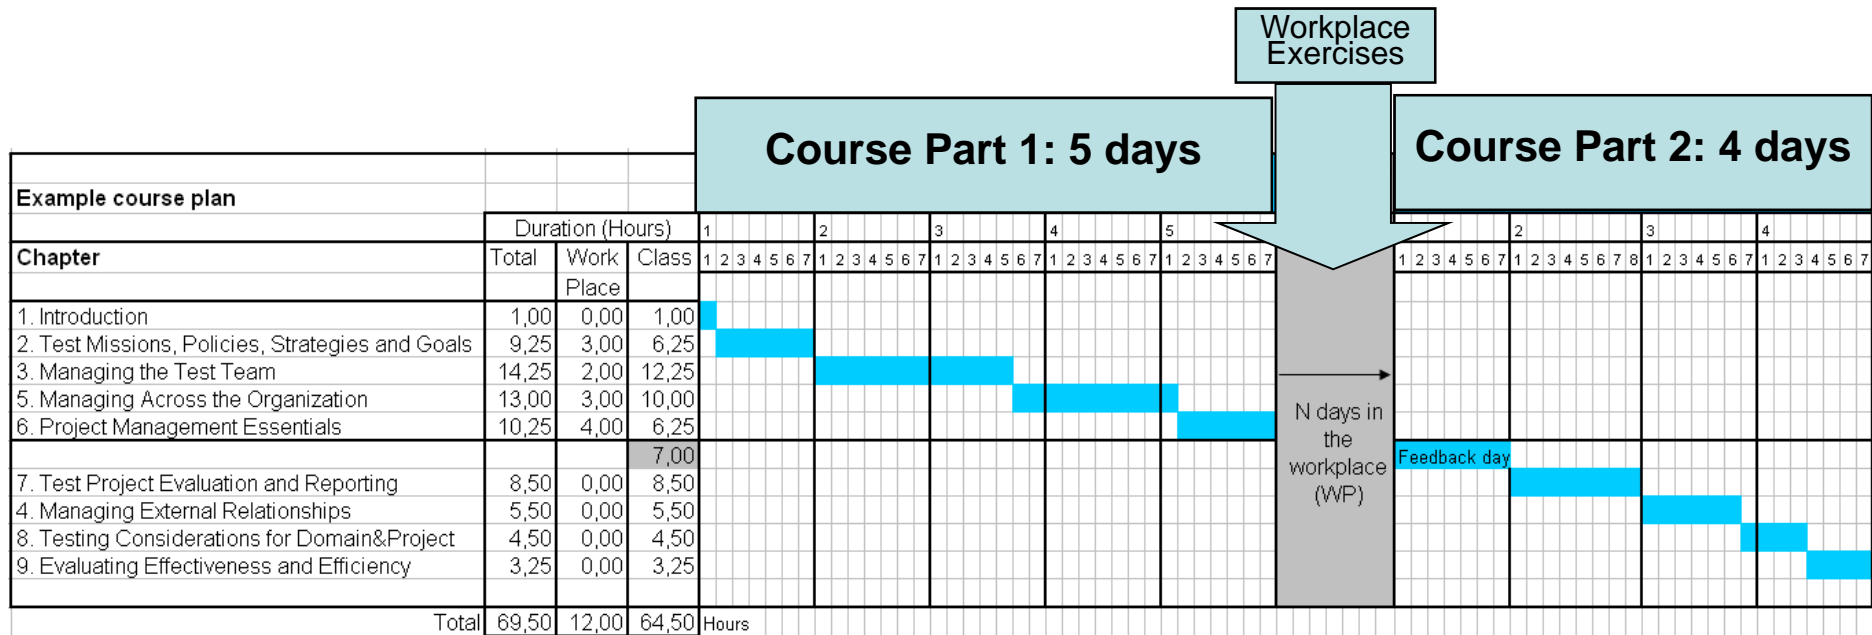 Workplace
Exercises
Course Part 1: 5 days
Course Part 2: 4 days
Example course plan
Duration (Hours) 1 2 3 4 5 2 3 4
Chapter Total Work Class 1 2 3 4 5 6 7 1 2 3 4 5 6 7 1 2 3 4 5 6 7 1 2 3 4 5 6 7 1 2 3 4 5 6 7 1 2 3 4 5 6 7 1 2 3 4 5 6 7 8 1 2 3 4 5 6 7 1 2 3 4 5 6 7
Place
1. Introduction 1,00 0,00 1,00
2. Test Missions, Policies, Strategies and Goals 9,25 3,00 6,25
3. Managing the Test Team 14,25 2,00 12,25
5. Managing Across the Organization 13,00 3,00 10,00
6. Project Management Essentials 10,25 4,00 6,25
N days in
the
workplace
(WP)
7,00 Feedback day
7. Test Project Evaluation and Reporting 8,50 0,00 8,50
4. Managing External Relationships 5,50 0,00 5,50
8. Testing Considerations for Domain&Project 4,50 0,00 4,50
9. Evaluating Effectiveness and Efficiency 3,25 0,00 3,25
Total 69,50 12,00 64,50 Hours